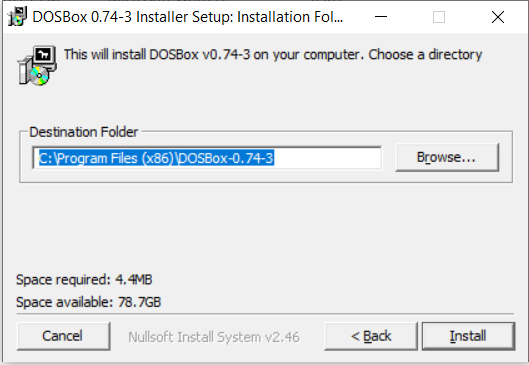 DOSBox 0.74-3 Installer Setup: Installation Fol...
This will install DOSBox v0.74-3 on your computer. Choose a directory
Destination Folder
C:\Program Files (x86)\DOSBox-0.74-3
Browse...
Space required: 4.4MB
Space available: 78.7GB
Cancel
Nullsoft Install System v2.46
< Back
Install